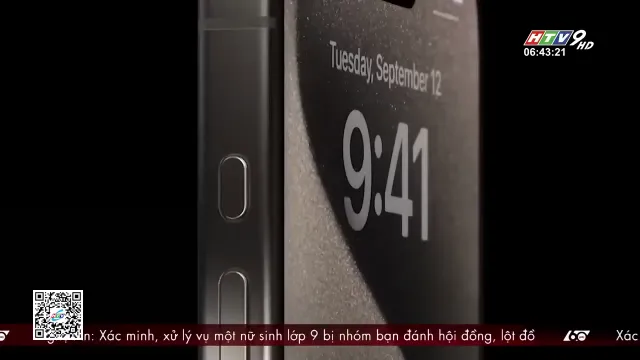 HTV9 HD
06:43:21
Tuesday, September 12
9:41
Xác minh, xử lý vụ một nữ sinh lớp 9 bị nhóm bạn đánh hội đồng, lột đồ